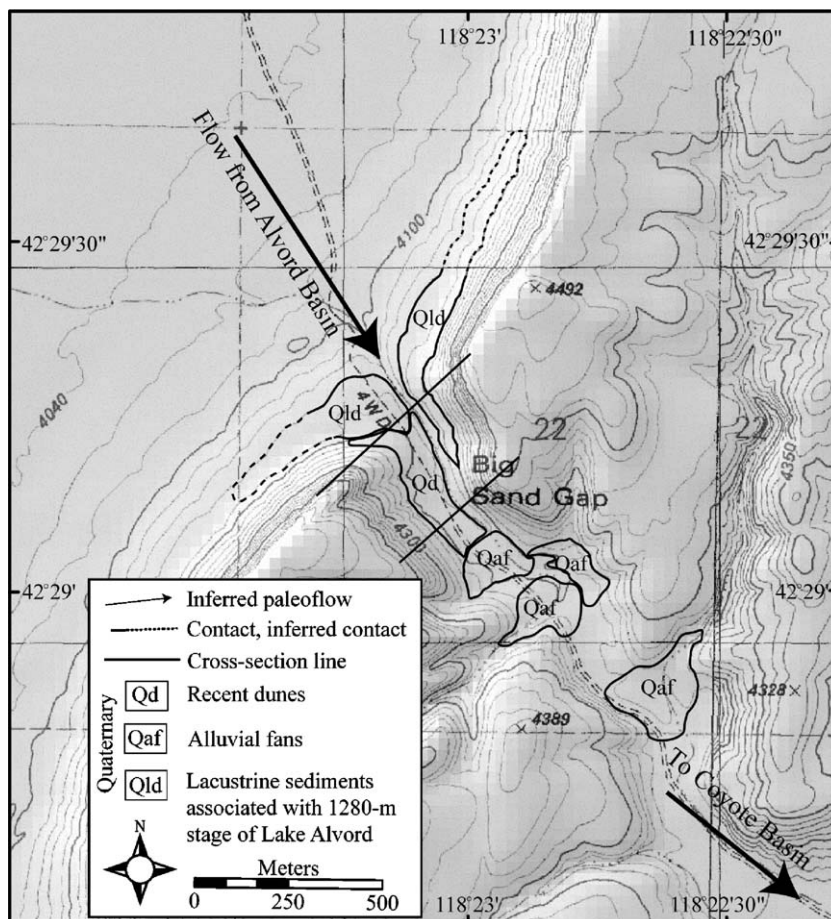 118°23'
118°22'30"
Flow from Alvord Basin
4100
42°29'30"
42°29'30"
4492
Qld
4040
Qld
4 W D
22
22
4350
Big
Sand Gap
Qd
4300
Qaf
Qaf
42°29'
42°29'
Qaf
Inferred paleoflow
Contact, inferred contact
Cross-section line
Quaternary
Qd Recent dunes
Qaf Alluvial fans
Qld Lacustrine sediments
associated with 1280-m
stage of Lake Alvord
Qaf
4328
4389
To Coyote Basin
N
Meters
0 250 500
118°23'
118°22'30"